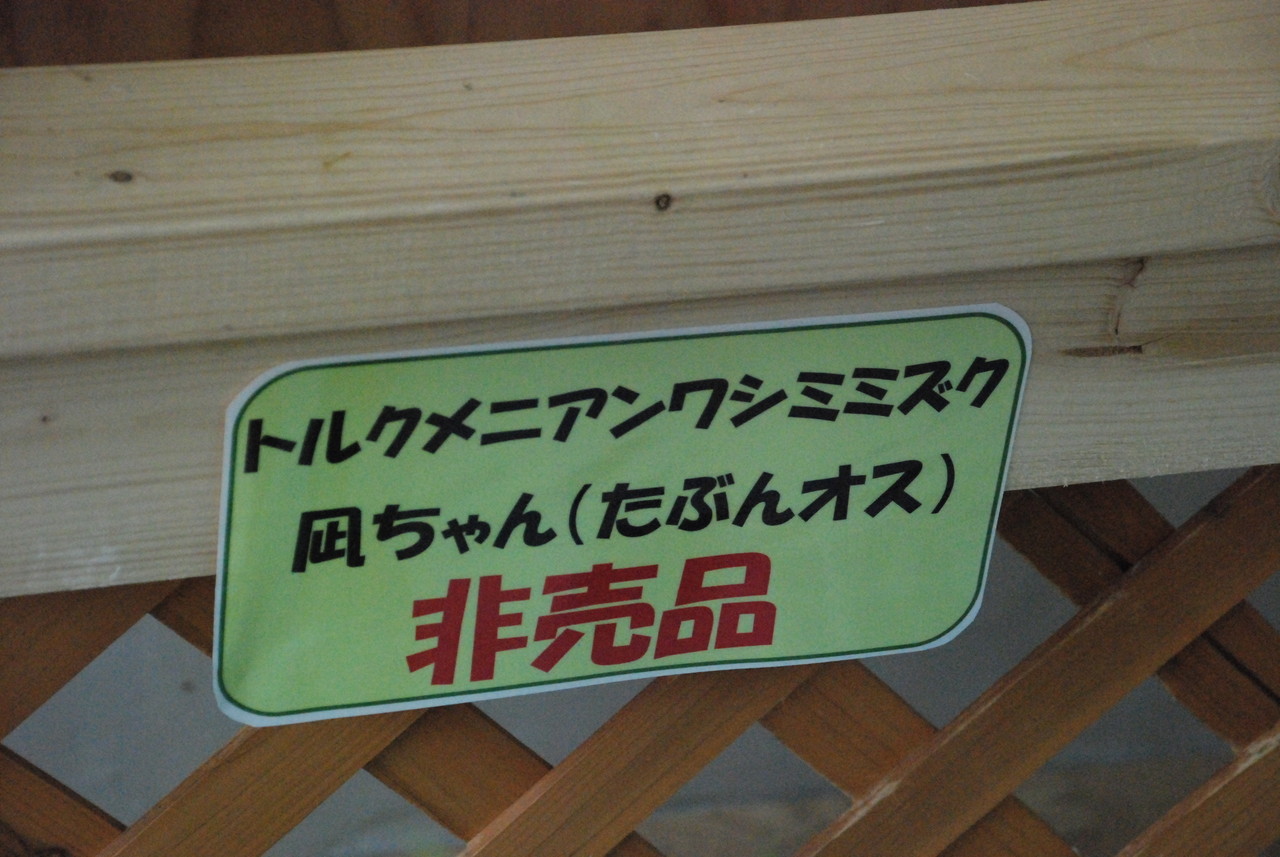 トルクメニアンワシミミズク
凪ちゃん(たぶんオス)
非売品